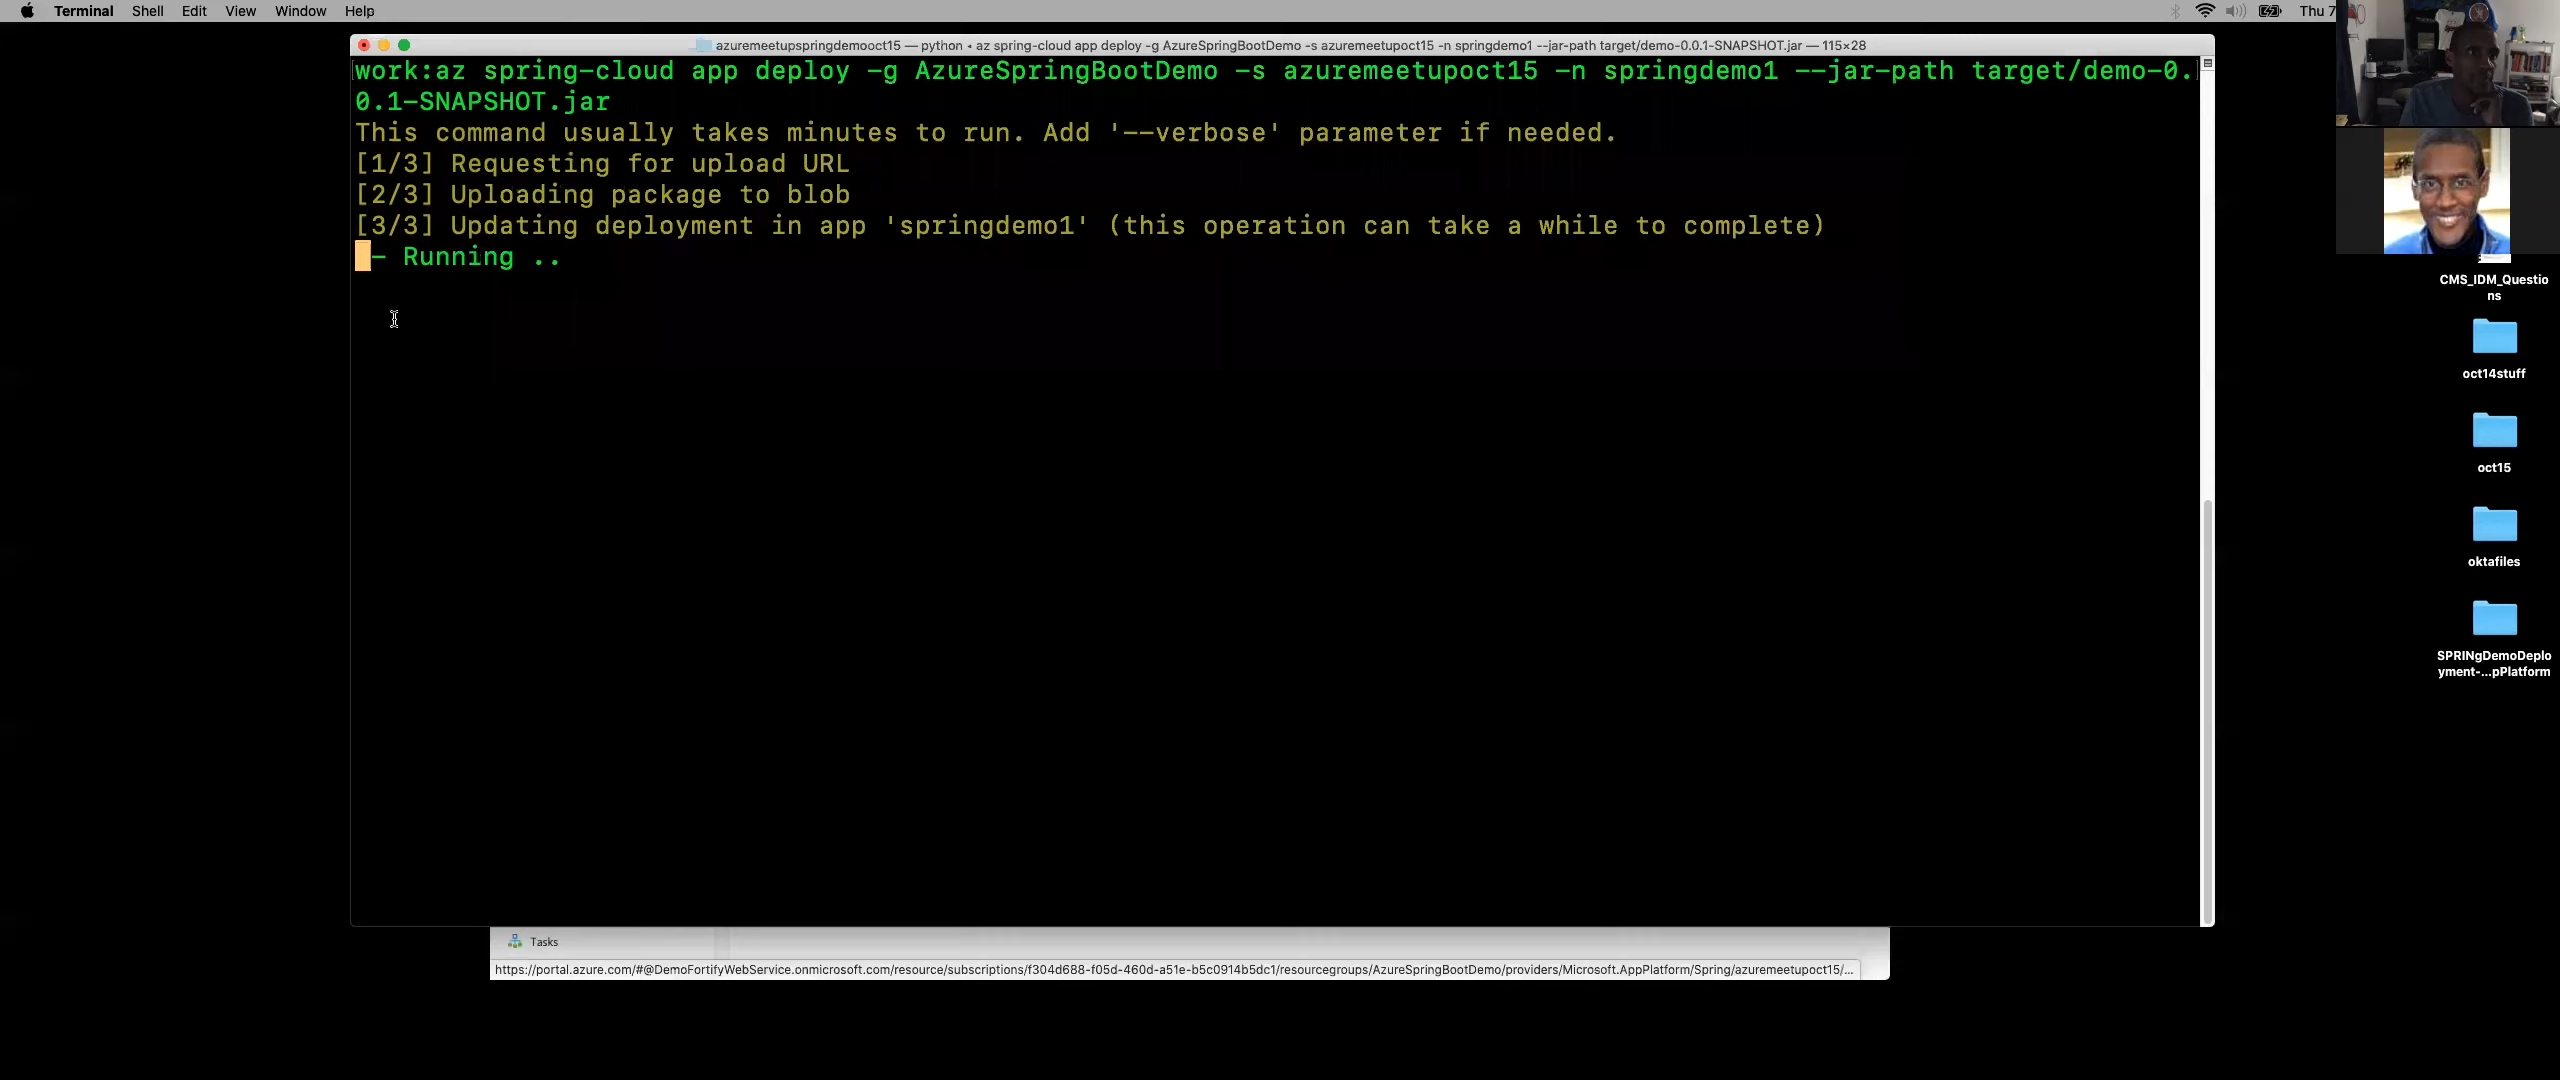 Terminal Shell Edit View Window Help
Thu 7
azuremeetupspringdemooct15 — python ◂ az spring-cloud app deploy -g AzureSpringBootDemo -s azuremeetupoct15 -n springdemo1 --jar-path target/demo-0.0.1-SNAPSHOT.jar — 115×28
work:az spring-cloud app deploy -g AzureSpringBootDemo -s azuremeetupoct15 -n springdemo1 --jar-path target/demo-0.
0.1-SNAPSHOT.jar
This command usually takes minutes to run. Add '--verbose' parameter if needed.
[1/3] Requesting for upload URL
[2/3] Uploading package to blob
[3/3] Updating deployment in app 'springdemo1' (this operation can take a while to complete)
- Running ..
CMS_IDM_Questio
ns
oct14stuff
oct15
oktafiles
SPRINgDemoDeplo
yment-...pPlatform
Tasks
https://portal.azure.com/#@DemoFortifyWebService.onmicrosoft.com/resource/subscriptions/f304d688-f05d-460d-a51e-b5c0914b5dc1/resourcegroups/AzureSpringBootDemo/providers/Microsoft.AppPlatform/Spring/azuremeetupoct15/...